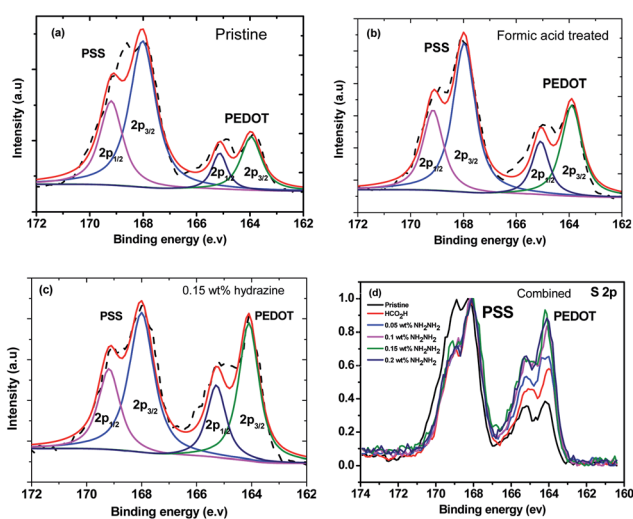 (a)
Pristine
PSS
PEDOT
2p1/2
2p3/2
2p1/2
2p3/2
Intensity (a.u)
172 170 168 166 164 162
Binding energy (e.v)
(b)
Formic acid treated
PSS
PEDOT
2p1/2
2p3/2
2p1/2
2p3/2
Intensity (a.u)
172 170 168 166 164 162
Binding energy (e.v)
(c)
0.15 wt% hydrazine
PSS
PEDOT
2p1/2
2p3/2
2p1/2
2p3/2
Intensity (a.u)
172 170 168 166 164 162
Binding energy (e.v)
(d)
Combined
S 2p
Pristine
HCO2H
0.05 wt% NH2NH2
0.1 wt% NH2NH2
0.15 wt% NH2NH2
0.2 wt% NH2NH2
PSS
PEDOT
1.0
0.8
0.6
0.4
0.2
0.0
174 172 170 168 166 164 162 160
Binding energy (ev)